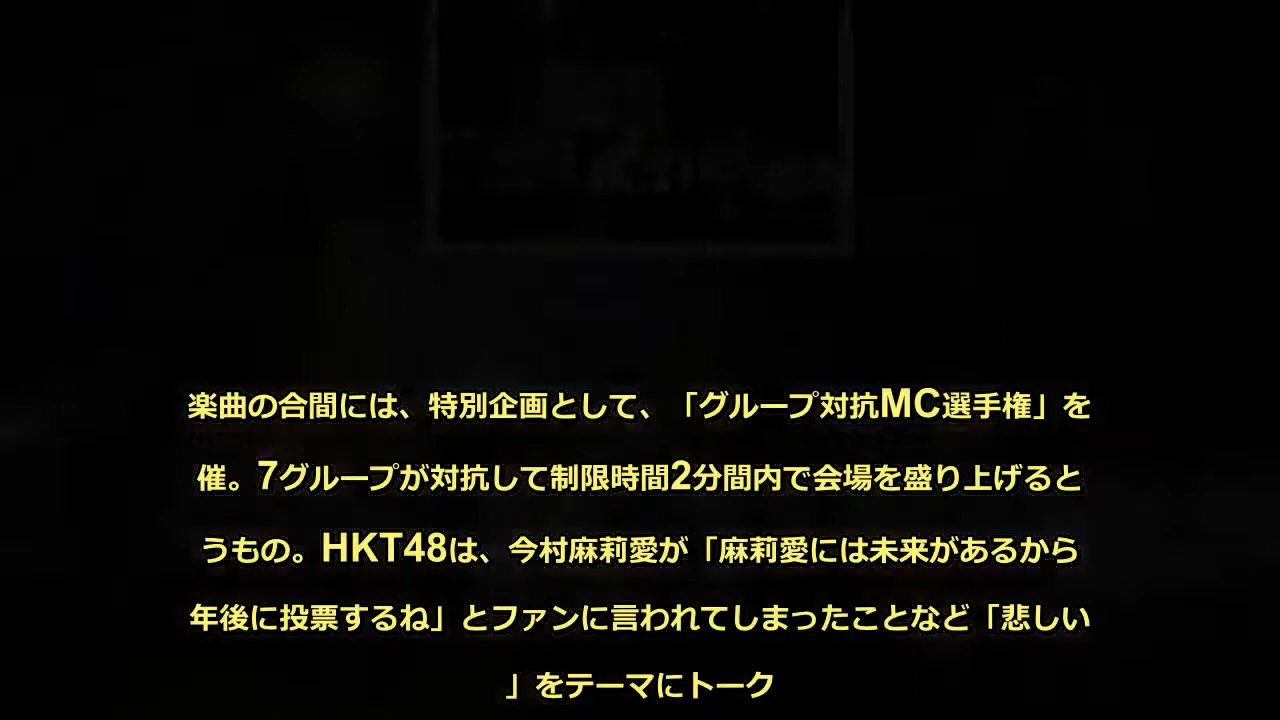 楽曲の合間には、特別企画として、「グループ対抗MC選手権」を
催。7グループが対抗して制限時間2分間内で会場を盛り上げると
うもの。HKT48は、今村麻莉愛が「麻莉愛には未来があるから
年後に投票するね」とファンに言われてしまったことなど「悲しい
」をテーマにトーク